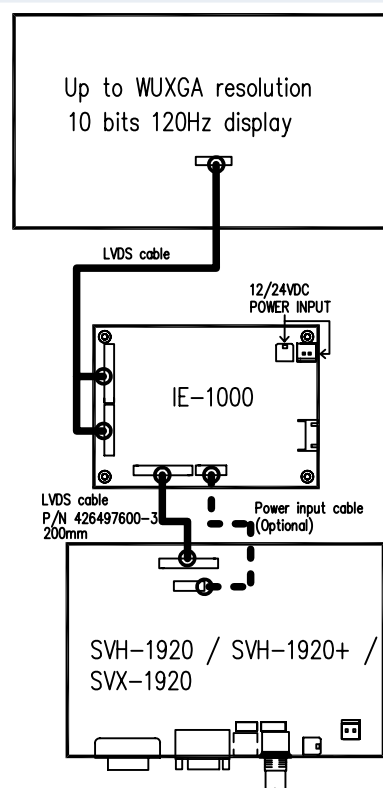 Up to WUXGA resolution
10 bits 120Hz display
LVDS cable
12/24VDC
POWER INPUT
IE-1000
LVDS cable
P/N 426497600-3
200mm
Power input cable
(Optional)
SVH-1920 / SVH-1920+ /
SVX-1920